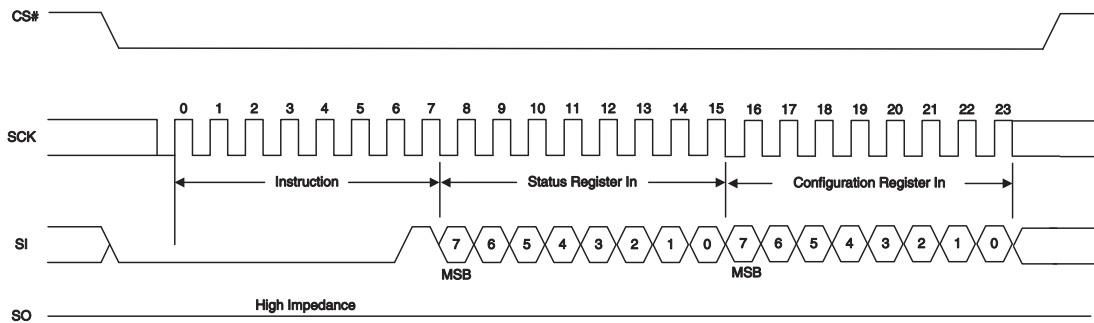 CS#
0 1 2 3 4 5 6 7 8 9 10 11 12 13 14 15 16 17 18 19 20 21 22 23
SCK
Instruction Status Register In Configuration Register In
SI 7 6 5 4 3 2 1 0 7 6 5 4 3 2 1 0
MSB MSB
High Impedance
SO